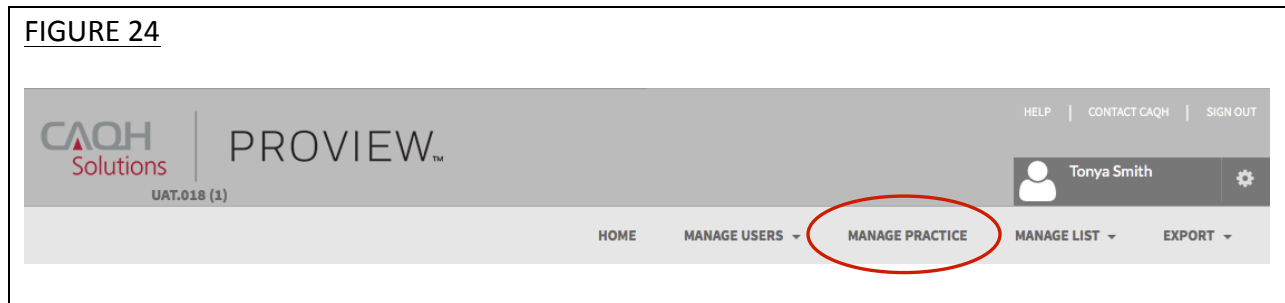 FIGURE 24
HELP | CONTACT CAQH | SIGN OUT
CAQH
Solutions
PROVIEW™
Tonya Smith
UAT.018 (1)
HOME MANAGE USERS MANAGE PRACTICE MANAGE LIST EXPORT